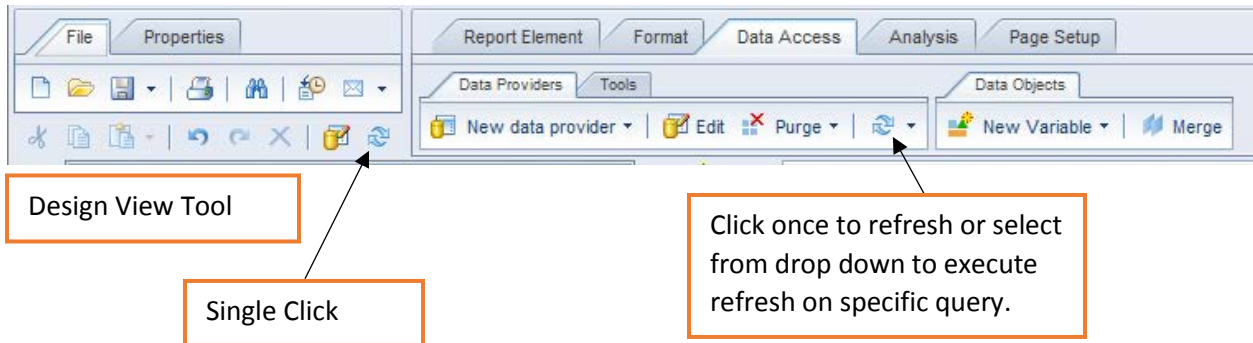 File Properties
Report Element Format Data Access Analysis Page Setup
Data Providers Tools
Data Objects
New data provider Edit Purge
New Variable Merge
Design View Tool
Single Click
Click once to refresh or select
from drop down to execute
refresh on specific query.